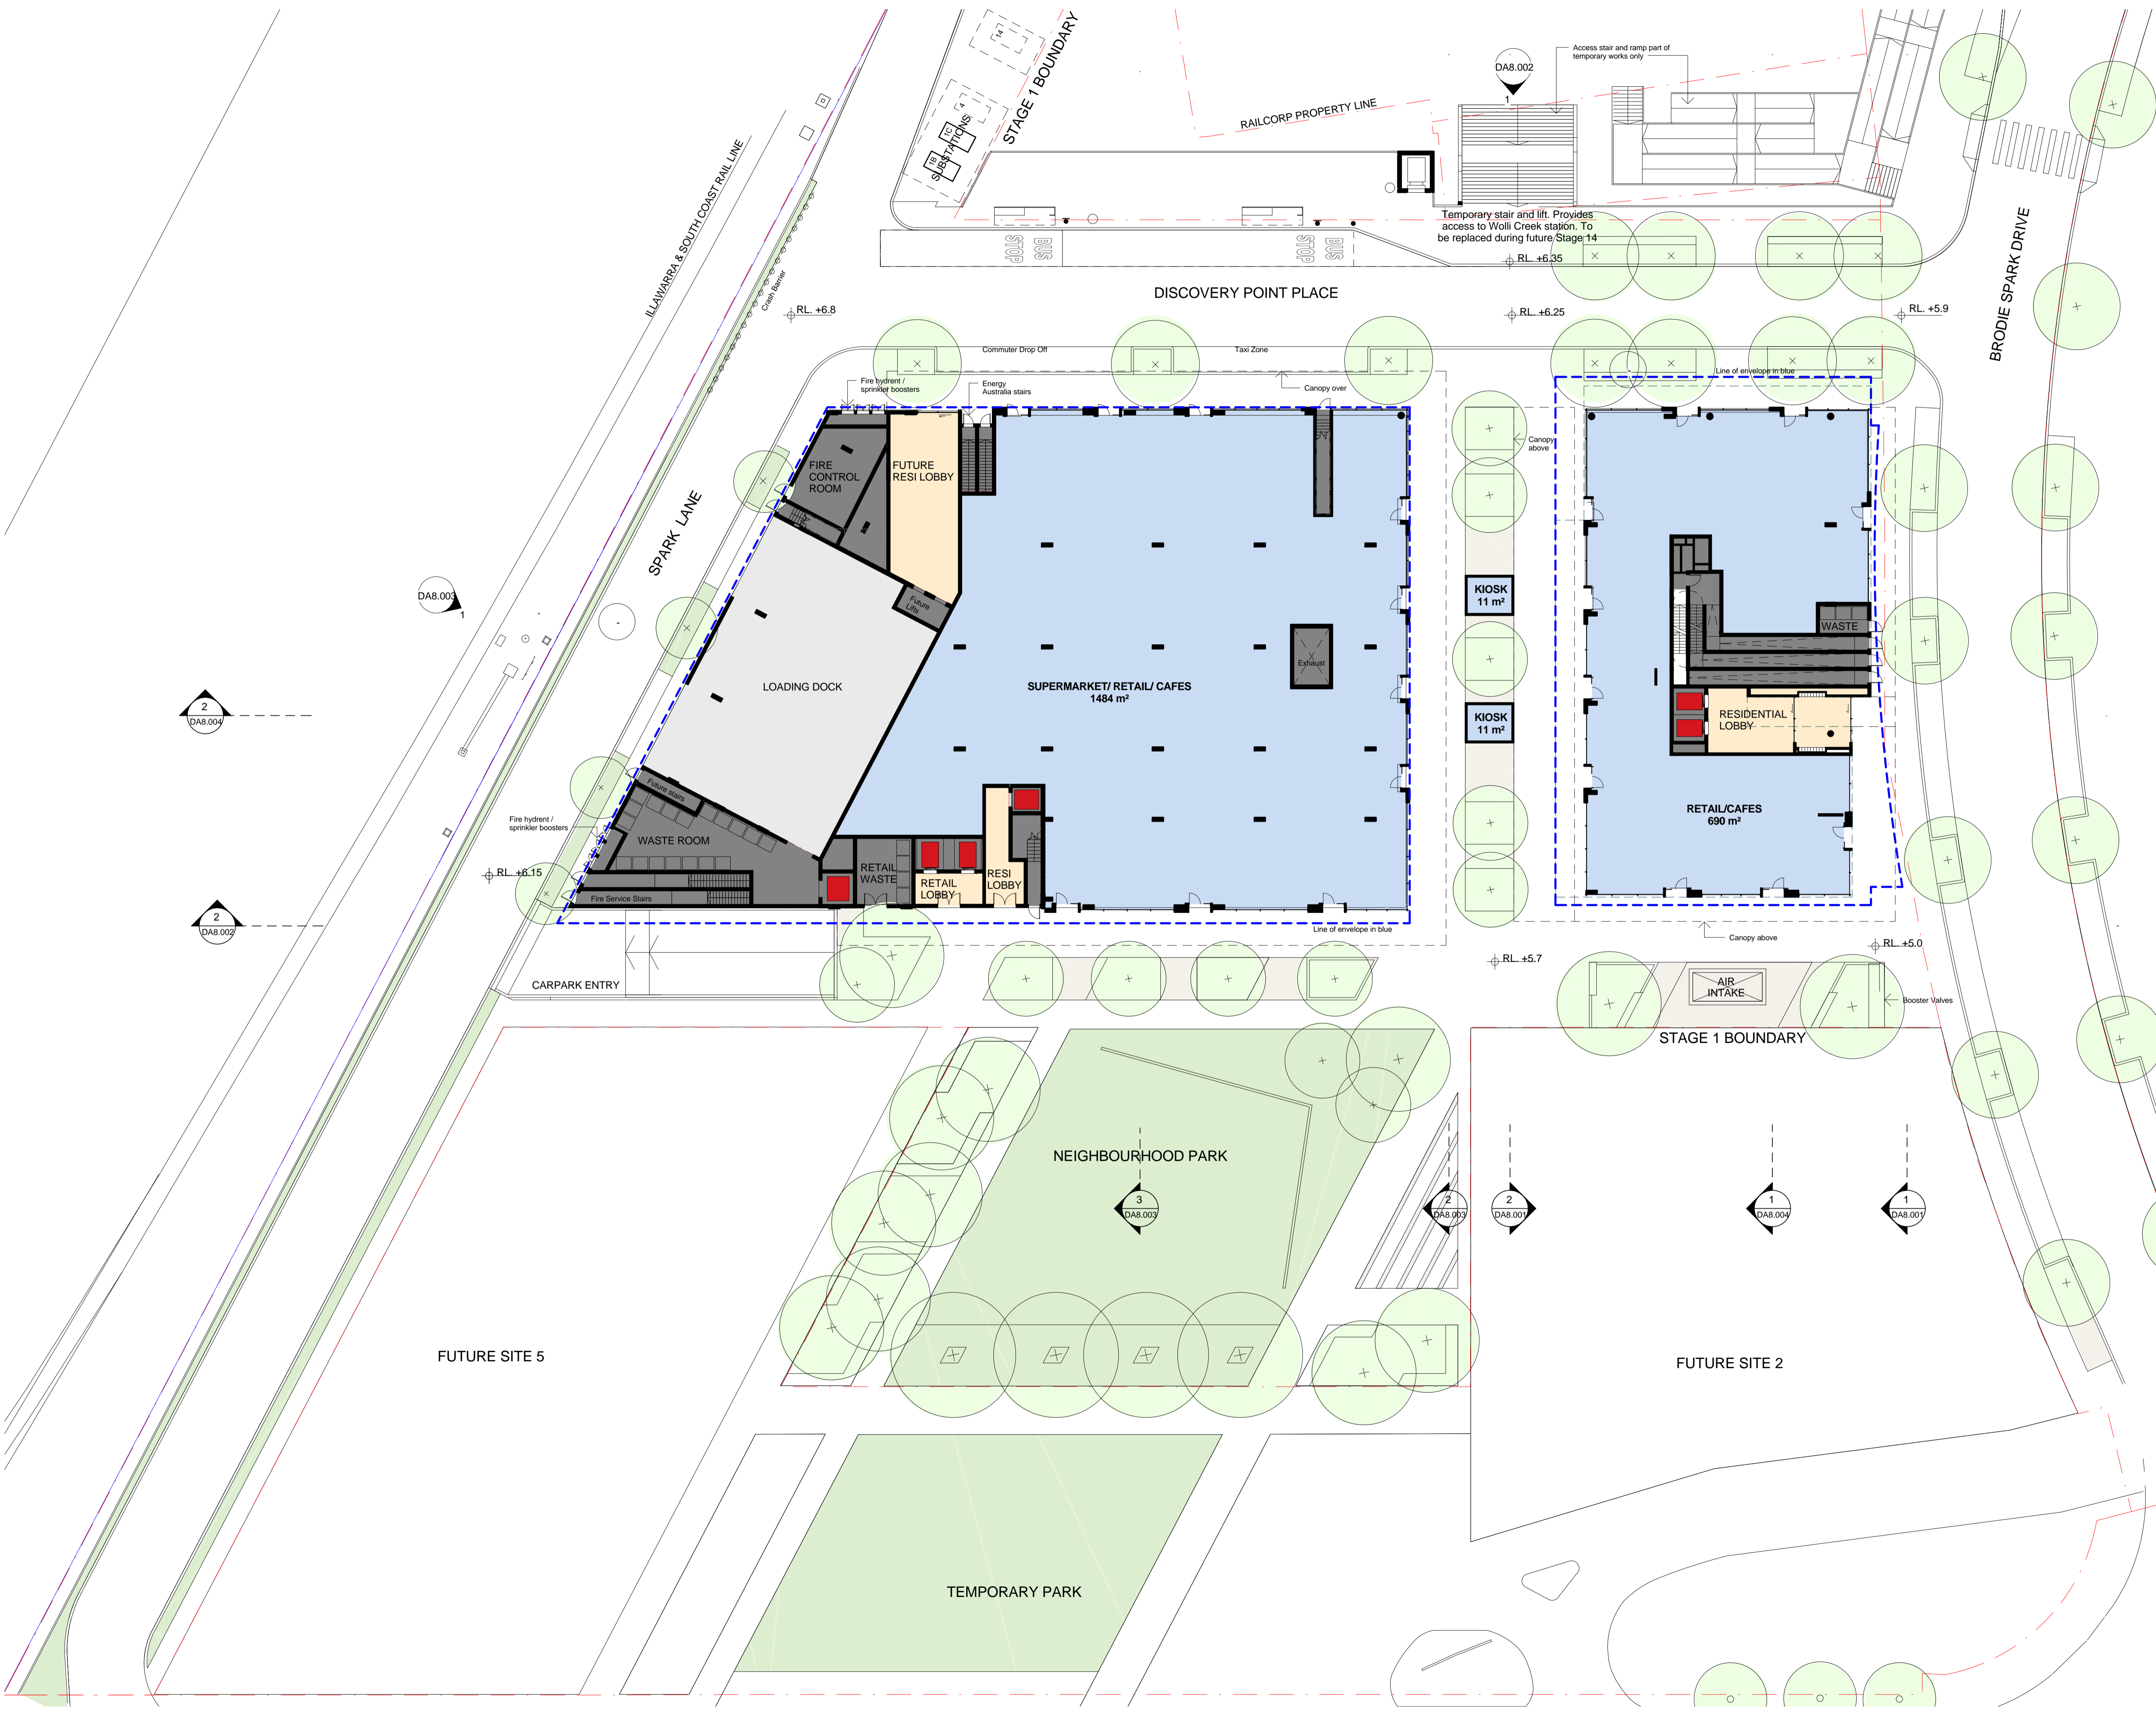 14
4
1C
1B
SUBSTATIONS
STAGE 1 BOUNDARY
RAILCORP PROPERTY LINE
DA8.002
1
Access stair and ramp part of
temporary works only
ILLAWARRA & SOUTH COAST RAIL LINE
Crash Barrier
BUS
STOP
BUS
STOP
Temporary stair and lift. Provides
access to Wolli Creek station. To
be replaced during future Stage 14
RL. +6.35
BRODIE SPARK DRIVE
DISCOVERY POINT PLACE
RL. +6.8
RL. +6.25
RL. +5.9
Commuter Drop Off
Taxi Zone
Line of envelope in blue
Fire hydrent /
sprinkler boosters
Energy
Australia stairs
Canopy over
Canopy
above
FIRE
CONTROL
ROOM
FUTURE
RESI LOBBY
SPARK LANE
DA8.003
1
Future
Lifts
KIOSK
11 m²
WASTE
Exhaust
LOADING DOCK
SUPERMARKET/ RETAIL/ CAFES
1484 m²
2
DA8.004
KIOSK
11 m²
RESIDENTIAL
LOBBY
Future stairs
RETAIL/CAFES
690 m²
Fire hydrent /
sprinkler boosters
WASTE ROOM
RETAIL
WASTE
RETAIL
LOBBY
RESI
LOBBY
RL. +6.15
Fire Service Stairs
2
DA8.002
Line of envelope in blue
Canopy above
RL. +5.0
RL. +5.7
CARPARK ENTRY
AIR
INTAKE
Booster Valves
STAGE 1 BOUNDARY
NEIGHBOURHOOD PARK
3
DA8.003
2
DA8.003
2
DA8.001
1
DA8.004
1
DA8.001
FUTURE SITE 5
FUTURE SITE 2
TEMPORARY PARK